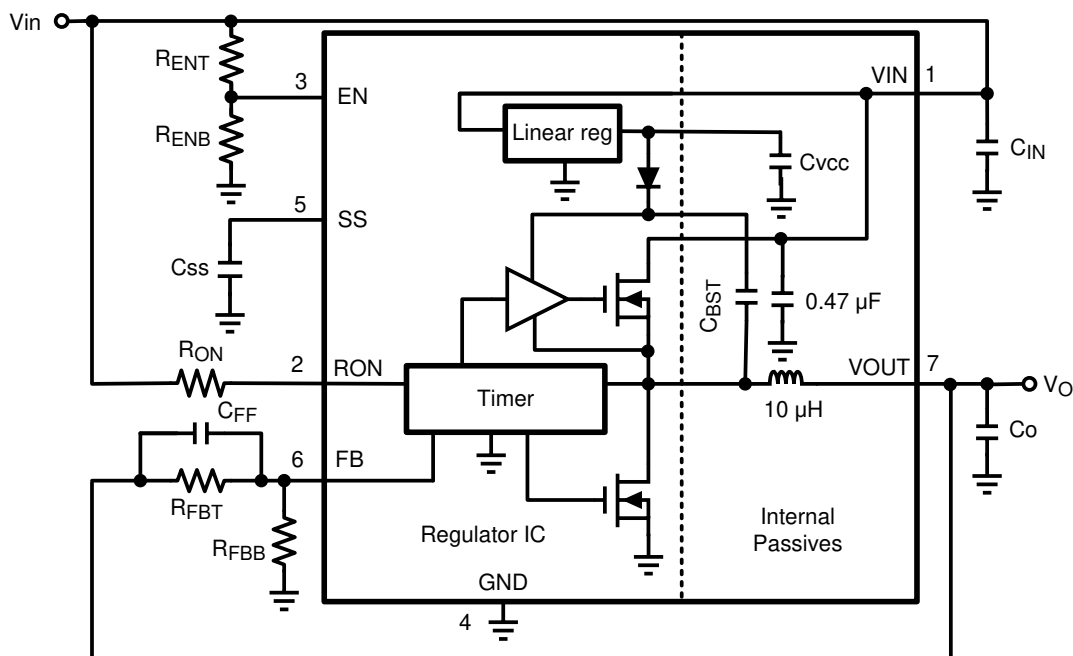 Vin
RENT
3
EN
VIN
1
RENB
Linear reg
Cvcc
CIN
5
SS
Css
CBST
0.47 µF
RON
2
RON
Timer
VOUT
7
VO
10 µH
CFF
Co
6
FB
RFBT
RFBB
Regulator IC
Internal
Passives
GND
4